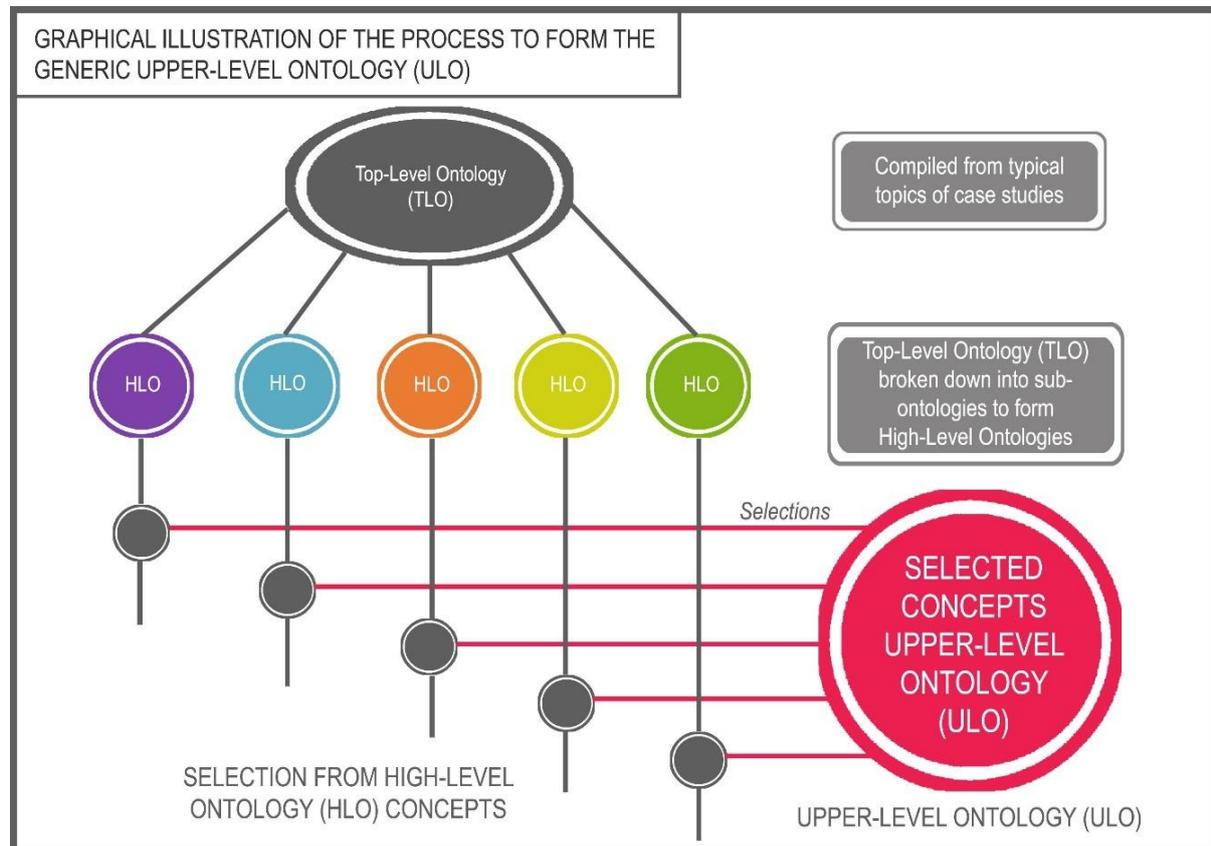 GRAPHICAL ILLUSTRATION OF THE PROCESS TO FORM THE
GENERIC UPPER-LEVEL ONTOLOGY (ULO)
Top-Level Ontology
(TLO)
Compiled from typical
topics of case studies
HLO
HLO
HLO
HLO
HLO
Top-Level Ontology (TLO)
broken down into sub-
ontologies to form
High-Level Ontologies
Selections
SELECTED
CONCEPTS
UPPER-LEVEL
ONTOLOGY
(ULO)
SELECTION FROM HIGH-LEVEL
ONTOLOGY (HLO) CONCEPTS
UPPER-LEVEL ONTOLOGY (ULO)